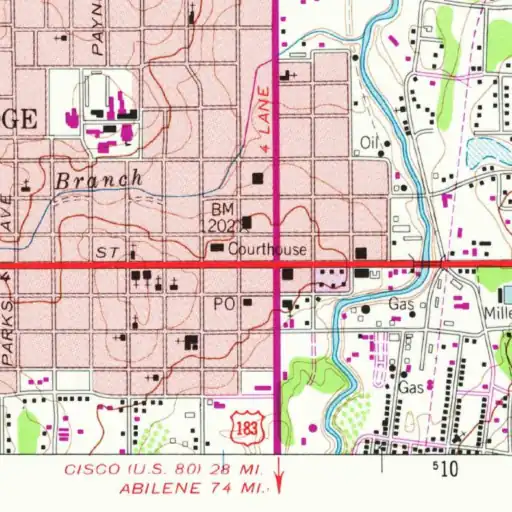 PAYN
GE
4 LANE
Oil
Branch
AVE
BM
1202
ST
Courthouse
PARKS
PO
Gas
Mille
Gas
183
CISCO (U.S. 80) 28 MI.
ABILENE 74 MI.
510